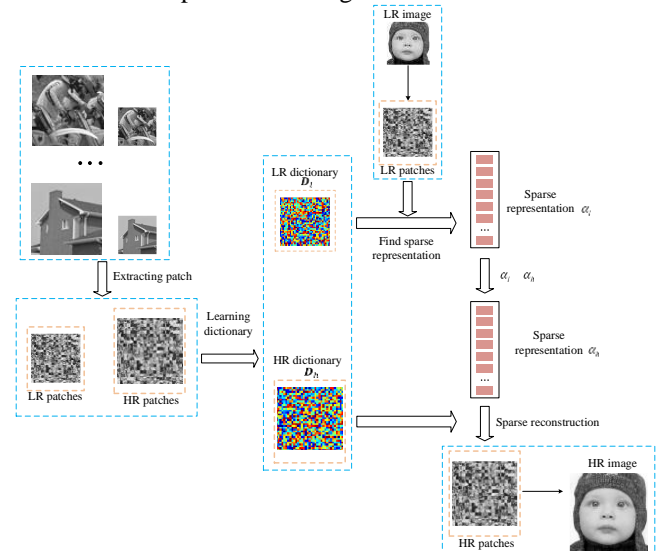 LR image
LR patches
LR dictionary
D_l
Sparse
representation α_l
Find sparse
representation
Extracting patch
α_l α_h
Learning
dictionary
HR dictionary
D_h
Sparse
representation α_h
LR patches
HR patches
Sparse reconstruction
HR image
HR patches
...
...
...